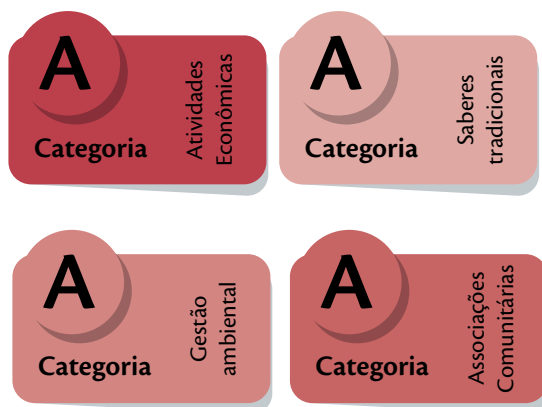 A
Categoria
Atividades
Econômicas
A
Categoria
Saberes
tradicionais
A
Categoria
Gestão
ambiental
A
Categoria
Associações
Comunitárias